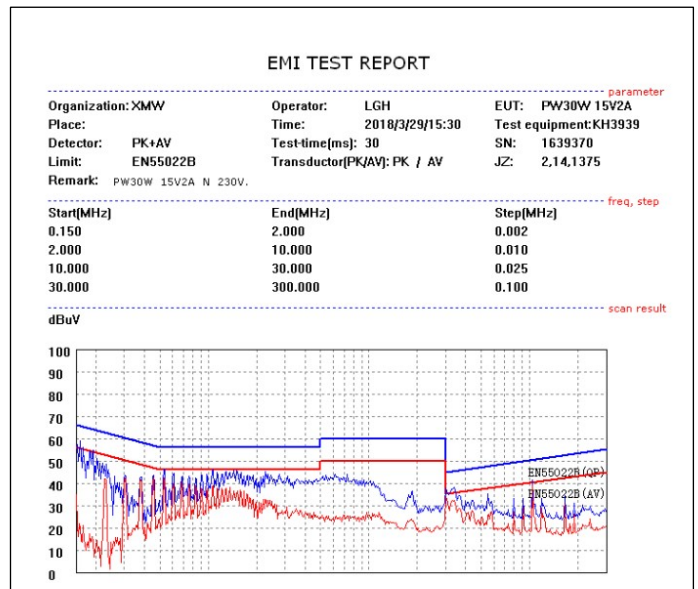 EMI TEST REPORT
parameter
Organization: XMW Operator: LGH EUT: PW30W 15V2A
Place: Time: 2018/3/29/15:30 Test equipment:KH3939
Detector: PK+AV Test-time(ms): 30 SN: 1639370
Limit: EN55022B Transductor(PK/AV): PK / AV JZ: 2,14,1375
Remark: PW30W 15V2A N 230V.
freq, step
Start(MHz) End(MHz) Step(MHz)
0.150 2.000 0.002
2.000 10.000 0.010
10.000 30.000 0.025
30.000 300.000 0.100
scan result
dBuV
100
90
80
70
60
50
EN55022B(QP)
40
EN55022B(AV)
30
20
10
0